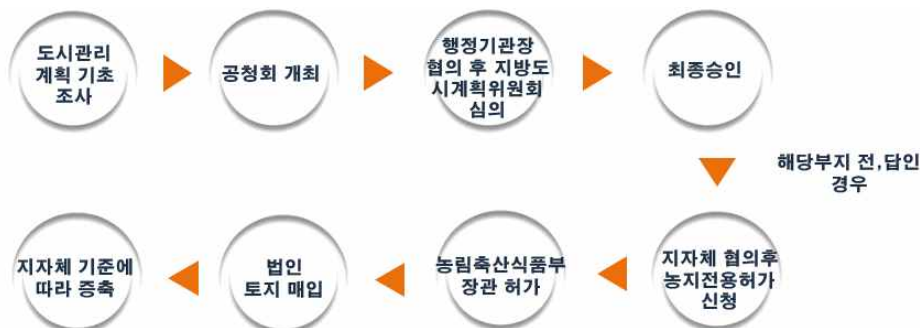 도시관리
계획 기초
조사
공청회 개최
행정기관장
협의 후 지방도
시계획위원회
심의
최종승인
해당부지 전,답인
경우
지자체 협의후
농지전용허가
신청
농림축산식품부
장관 허가
법인
토지 매입
지자체 기준에
따라 증축